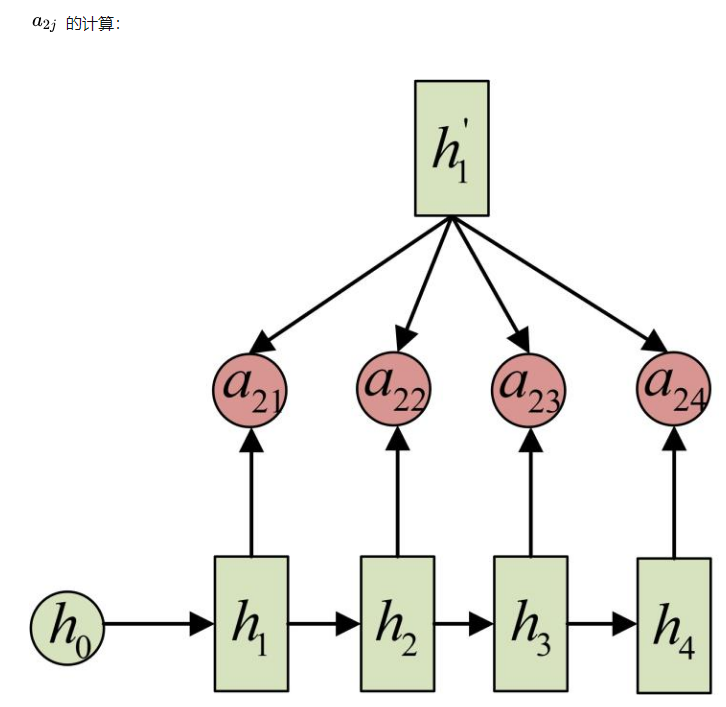 a_{2j} 的计算：
h'_1
a_{21} a_{22} a_{23} a_{24}
h_0 h_1 h_2 h_3 h_4